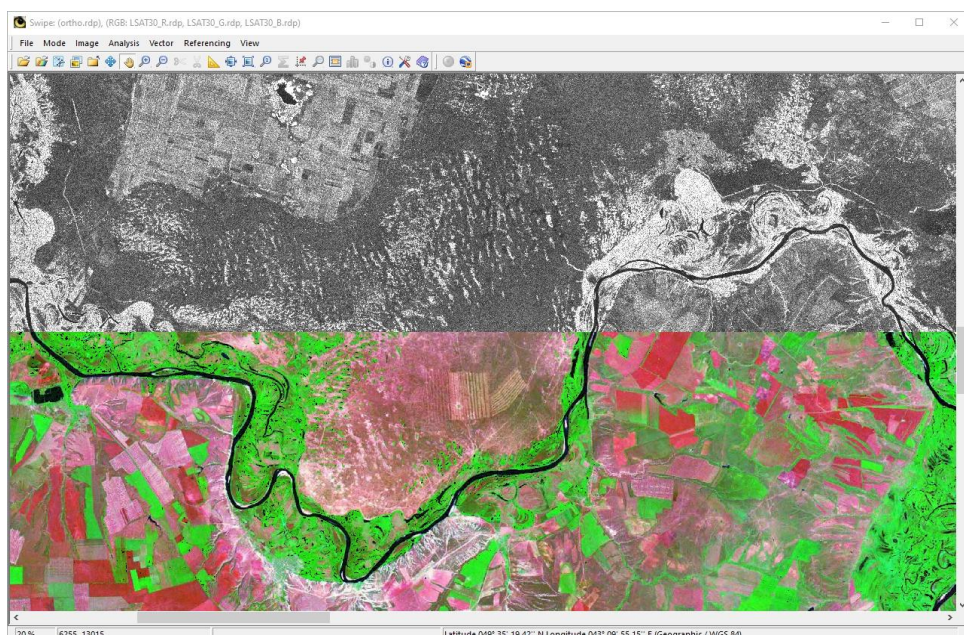 Swipe: (ortho.rdp), (RGB: LSAT30_R.rdp, LSAT30_G.rdp, LSAT30_B.rdp)
File Mode Image Analysis Vector Referencing View
20 % 6255, 13015 Latitude 049° 35' 19.42'' N Longitude 043° 09' 55.15'' E (Geographic / WGS 84)